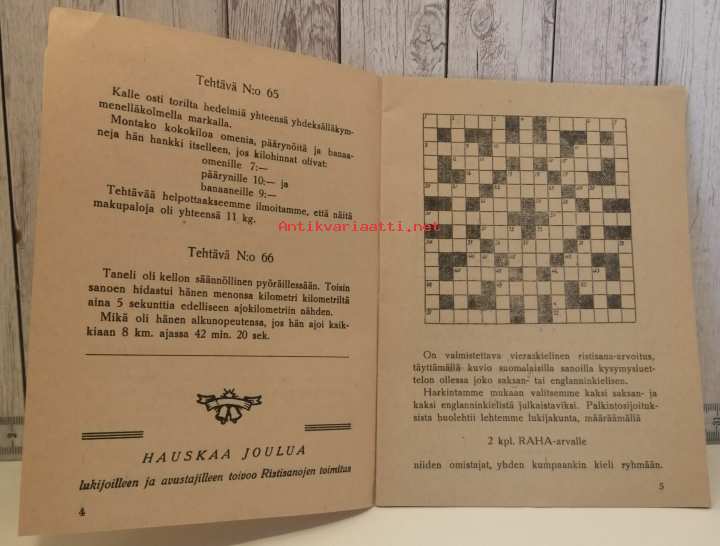 Tehtävä N:o 65
Kalle osti torilta hedelmiä yhteensä yhdeksälläkym-
menelläkolmella markalla.
Montako kokokiloa omenia, päärynöitä ja banaa-
neja hän hankki itselleen, jos kilohinnat olivat:
omenille 7:—
päärynille 10:— ja
banaaneille 9:—
Tehtävää helpottaakseemme ilmoitamme, että näitä
makupaloja oli yhteensä 11 kg.
Tehtävä N:o 66
Taneli oli kellon säännöllinen pyöräillessään. Toisin
sanoen hidastui hänen menonsa kilometri kilometriltä
aina 5 sekunttia edelliseen ajokilometriin nähden.
Mikä oli hänen alkunopeutensa, jos hän ajoi kaik-
kiaan 8 km. ajassa 42 min. 20 sek.
HAUSKAA JOULUA
lukijoilleen ja avustajilleen toivoo Ristisanojen toimitus
4
Antikvariaatti.net
On valmistettava vieraskielinen ristisana-arvoitus,
täyttämällä kuvio suomalaisilla sanoilla kysymysluet-
telon ollessa joko saksan- tai englanninkielisen.
Harkintamme mukaan valitsemme kaksi saksan- ja
kaksi englanninkielistä julkaistaviksi. Palkintosijoituk-
sista huolehtii lehtemme lukijakunta, määräämällä
2 kpl. RAHA-arvalle
niiden omistajat, yhden kumpaankin kieli ryhmään.
5